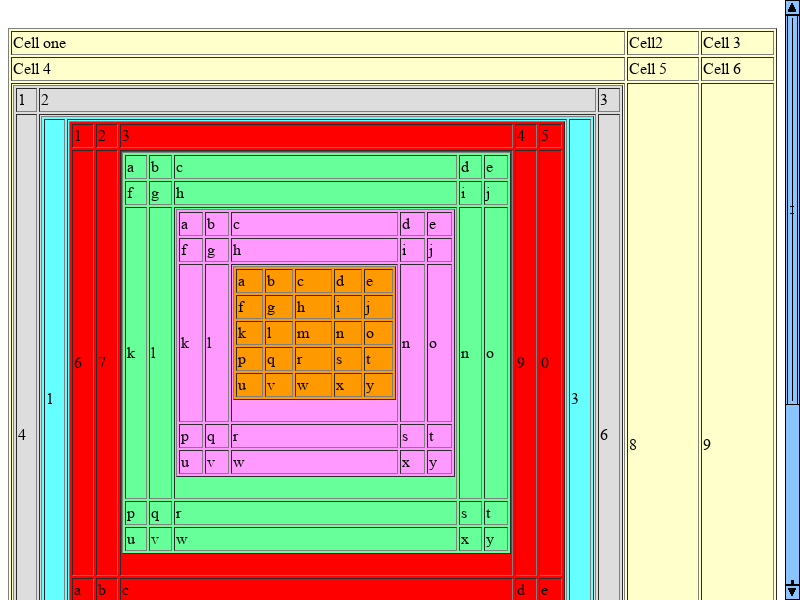 Cell one Cell2 Cell 3
Cell 4 Cell 5 Cell 6
1 2 3
1 2 3 4 5
a b c d e
f g h i j
a b c d e
f g h i j
a b c d e
f g h i j
k l m n o
k l n o
p q r s t
k l n o
6 7 9 0
u v w x y
1 3
4 6
p q r s t
8 9
u v w x y
p q r s t
u v w x y
a b c d e